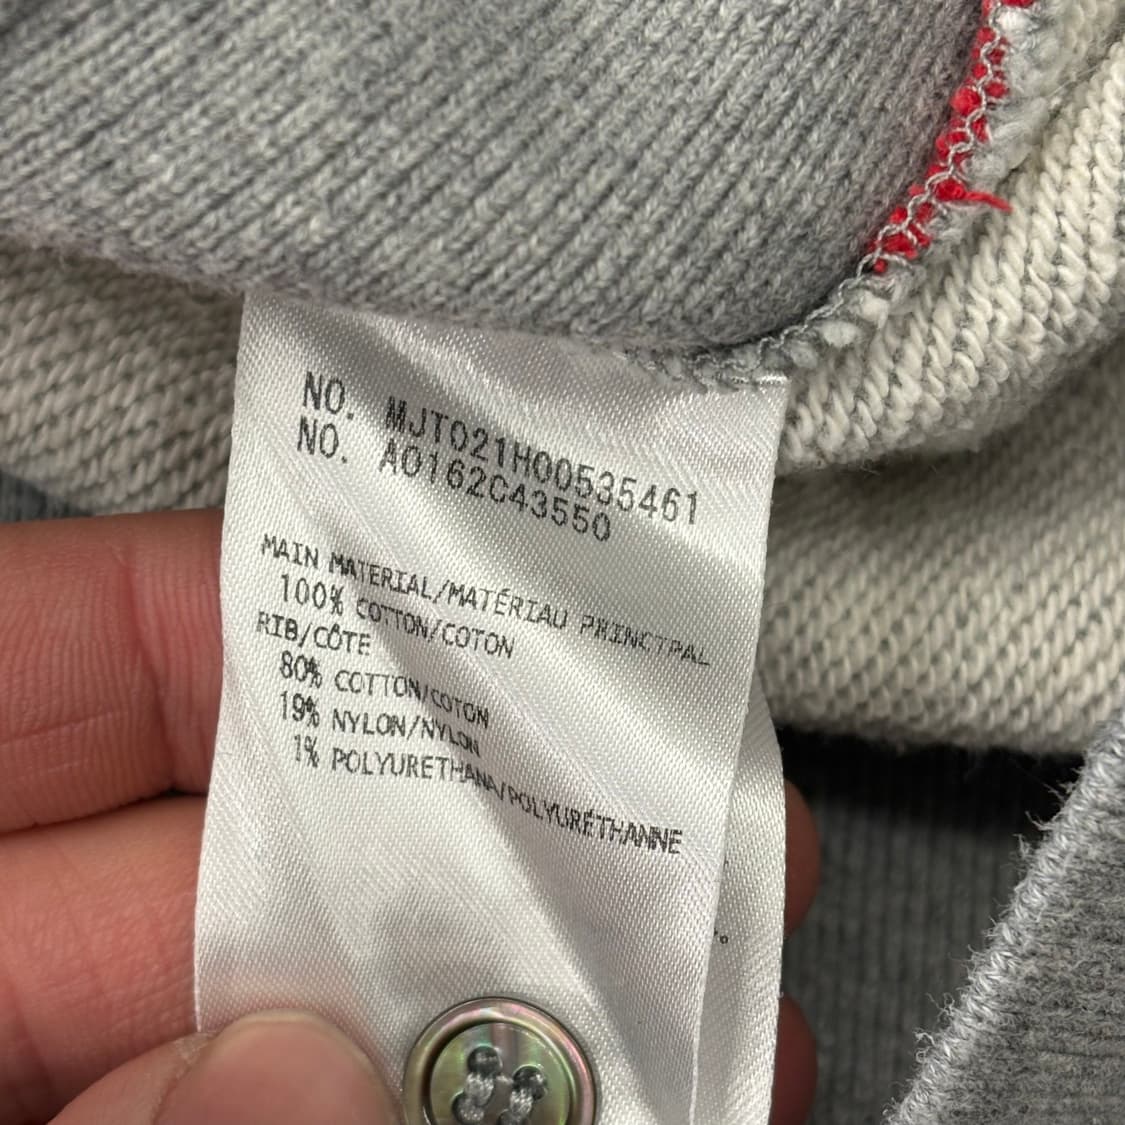 NO. MJT021H00535461
NO. A0162C43550
MAIN MATERIAL/MATÉRIAU PRINCIPAL
100% COTTON/COTON
RIB/CÔTE
80% COTTON/COTON
19% NYLON/NYLON
1% POLYURETHANA/POLYURÉTHANNE